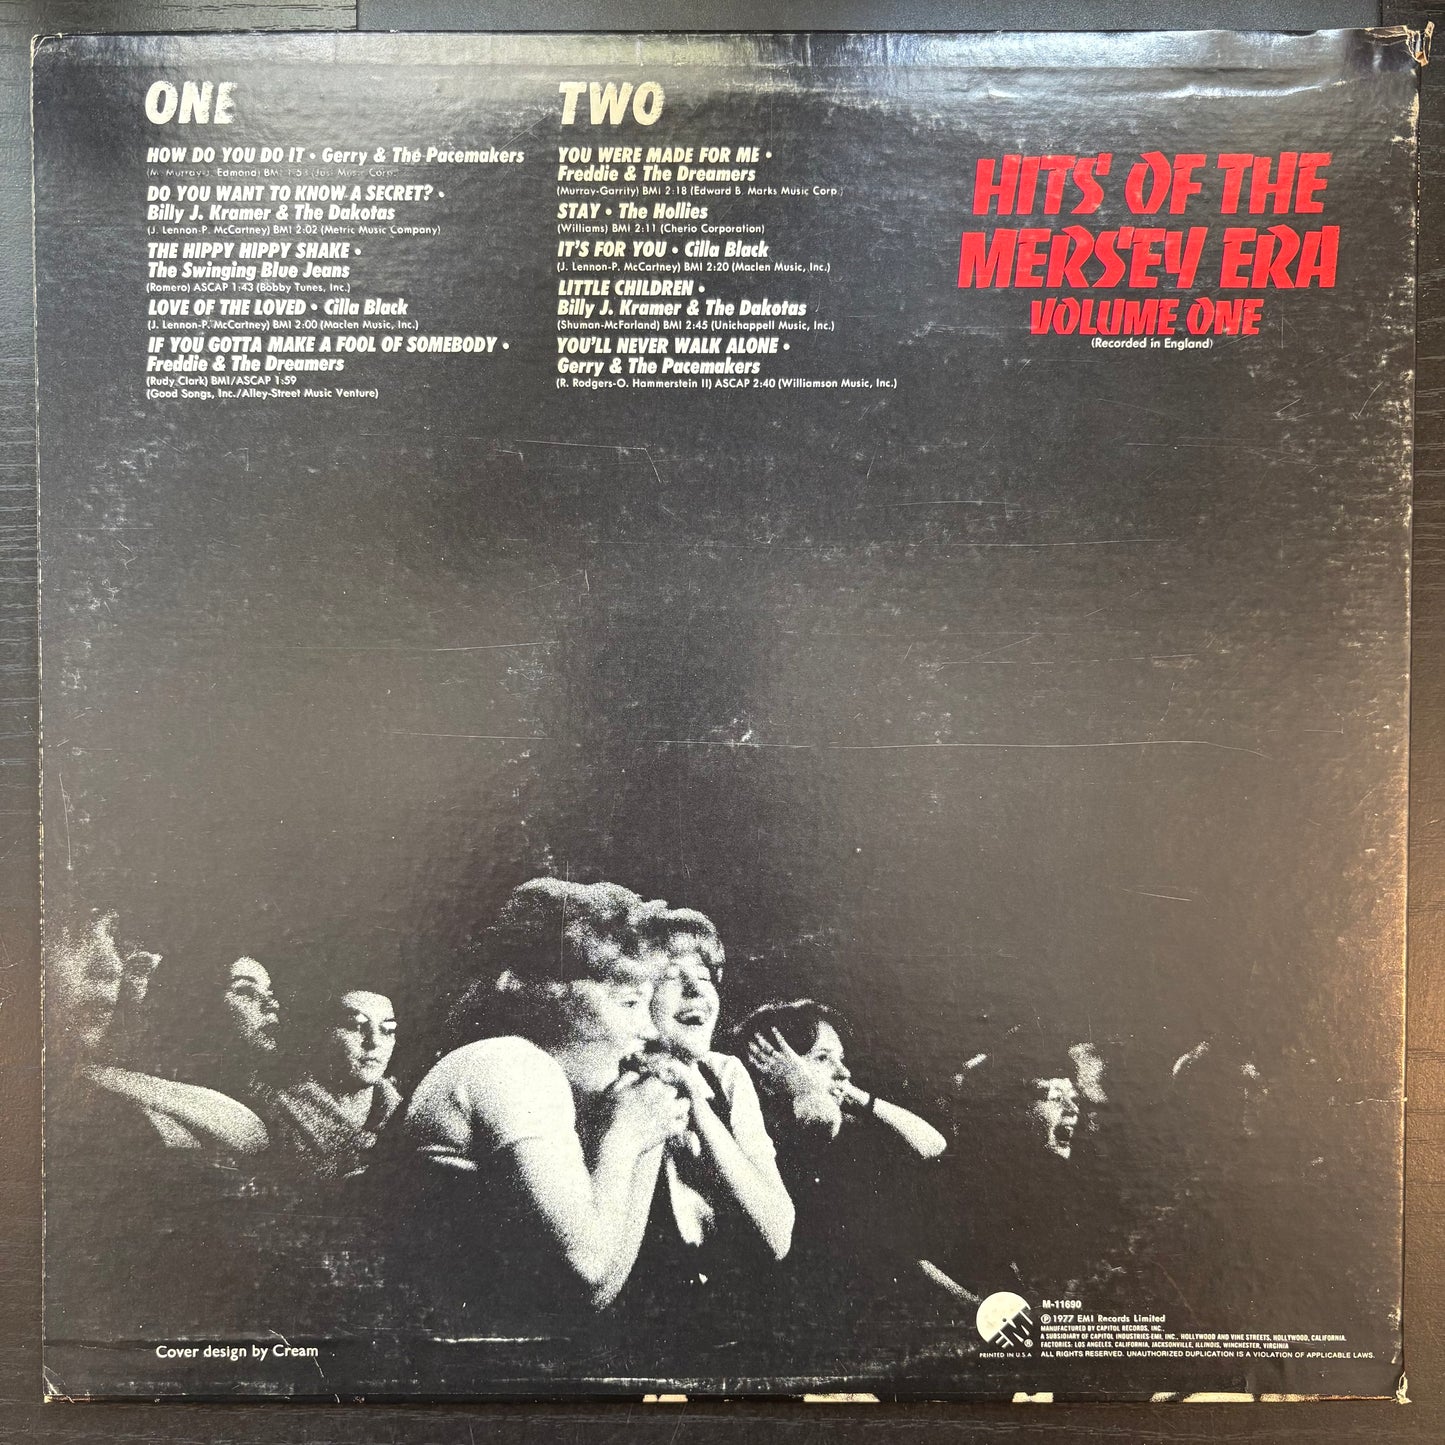 ONE
HOW DO YOU DO IT • Gerry & The Pacemakers
(M. Murray-J. Edmond) BMI 1:53 (Just Music Corp.)
DO YOU WANT TO KNOW A SECRET? •
Billy J. Kramer & The Dakotas
(J. Lennon-P. McCartney) BMI 2:02 (Metric Music Company)
THE HIPPY HIPPY SHAKE •
The Swinging Blue Jeans
(Romero) ASCAP 1:43 (Bobby Tunes, Inc.)
LOVE OF THE LOVED • Cilla Black
(J. Lennon-P. McCartney) BMI 2:00 (Maclen Music, Inc.)
IF YOU GOTTA MAKE A FOOL OF SOMEBODY •
Freddie & The Dreamers
(Rudy Clark) BMI/ASCAP 1:59
(Good Songs, Inc./Alley-Street Music Venture)
TWO
YOU WERE MADE FOR ME •
Freddie & The Dreamers
(Murray-Garrity) BMI 2:18 (Edward B. Marks Music Corp.)
STAY • The Hollies
(Williams) BMI 2:11 (Cherio Corporation)
IT'S FOR YOU • Cilla Black
(J. Lennon-P. McCartney) BMI 2:20 (Maclen Music, Inc.)
LITTLE CHILDREN •
Billy J. Kramer & The Dakotas
(Shuman-McFarland) BMI 2:45 (Unichappell Music, Inc.)
YOU'LL NEVER WALK ALONE •
Gerry & The Pacemakers
(R. Rodgers-O. Hammerstein II) ASCAP 2:40 (Williamson Music, Inc.)
HITS OF THE
MERSEY ERA
VOLUME ONE
(Recorded in England)
Cover design by Cream
M-11690
℗ 1977 EMI Records Limited
MANUFACTURED BY CAPITOL RECORDS, INC.,
A SUBSIDIARY OF CAPITOL INDUSTRIES-EMI, INC., HOLLYWOOD AND VINE STREETS, HOLLYWOOD, CALIFORNIA.
FACTORIES: LOS ANGELES, CALIFORNIA, JACKSONVILLE, ILLINOIS, WINCHESTER, VIRGINIA
PRINTED IN U.S.A. ALL RIGHTS RESERVED. UNAUTHORIZED DUPLICATION IS A VIOLATION OF APPLICABLE LAWS.